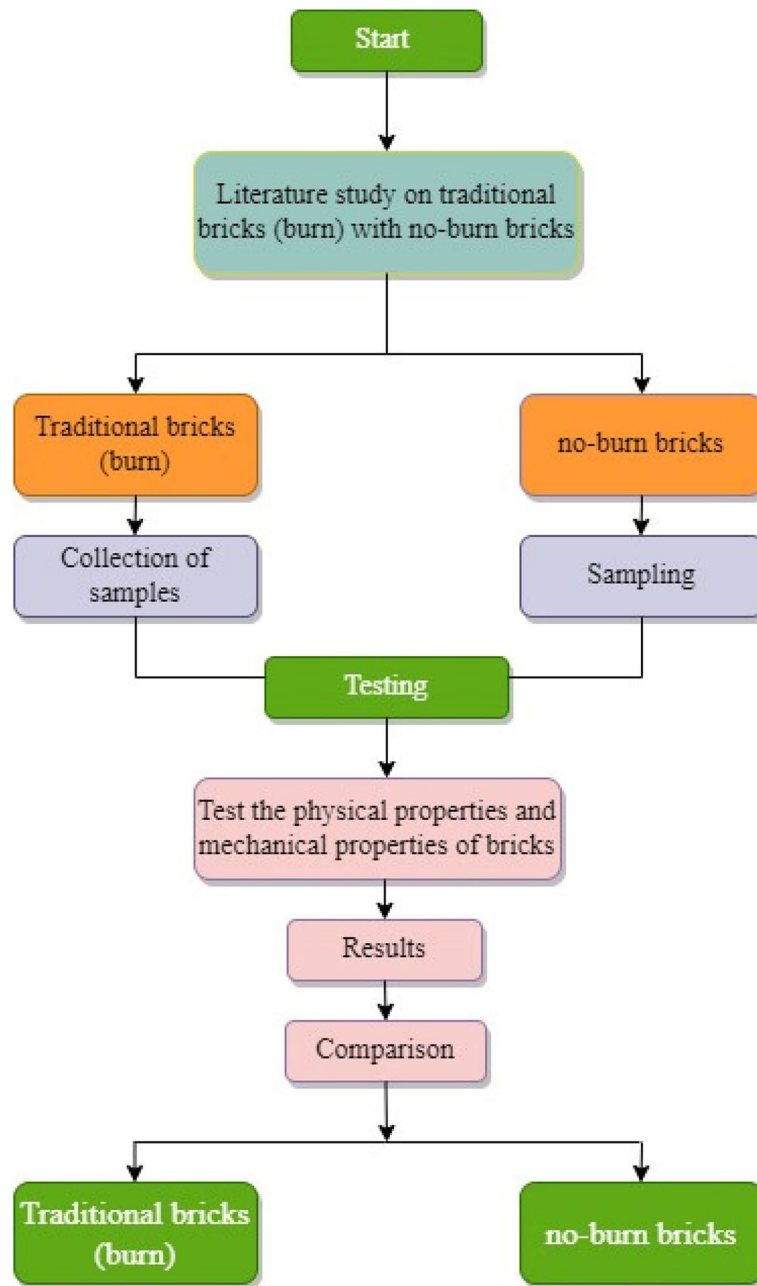 Start
Literature study on traditional
bricks (burn) with no-burn bricks
Traditional bricks
(burn)
no-burn bricks
Collection of
samples
Sampling
Testing
Test the physical properties and
mechanical properties of bricks
Results
Comparison
Traditional bricks
(burn)
no-burn bricks